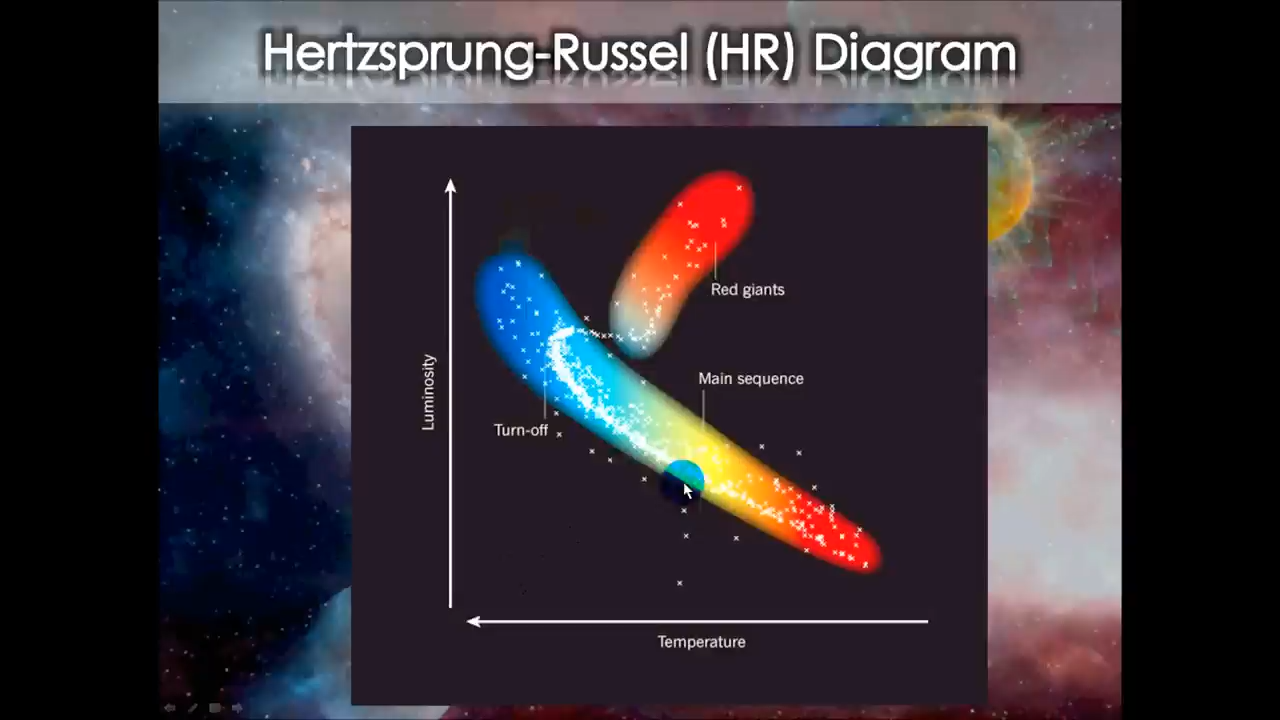 Hertzsprung-Russel (HR) Diagram
Red giants
Main sequence
Luminosity
Turn-off
Temperature